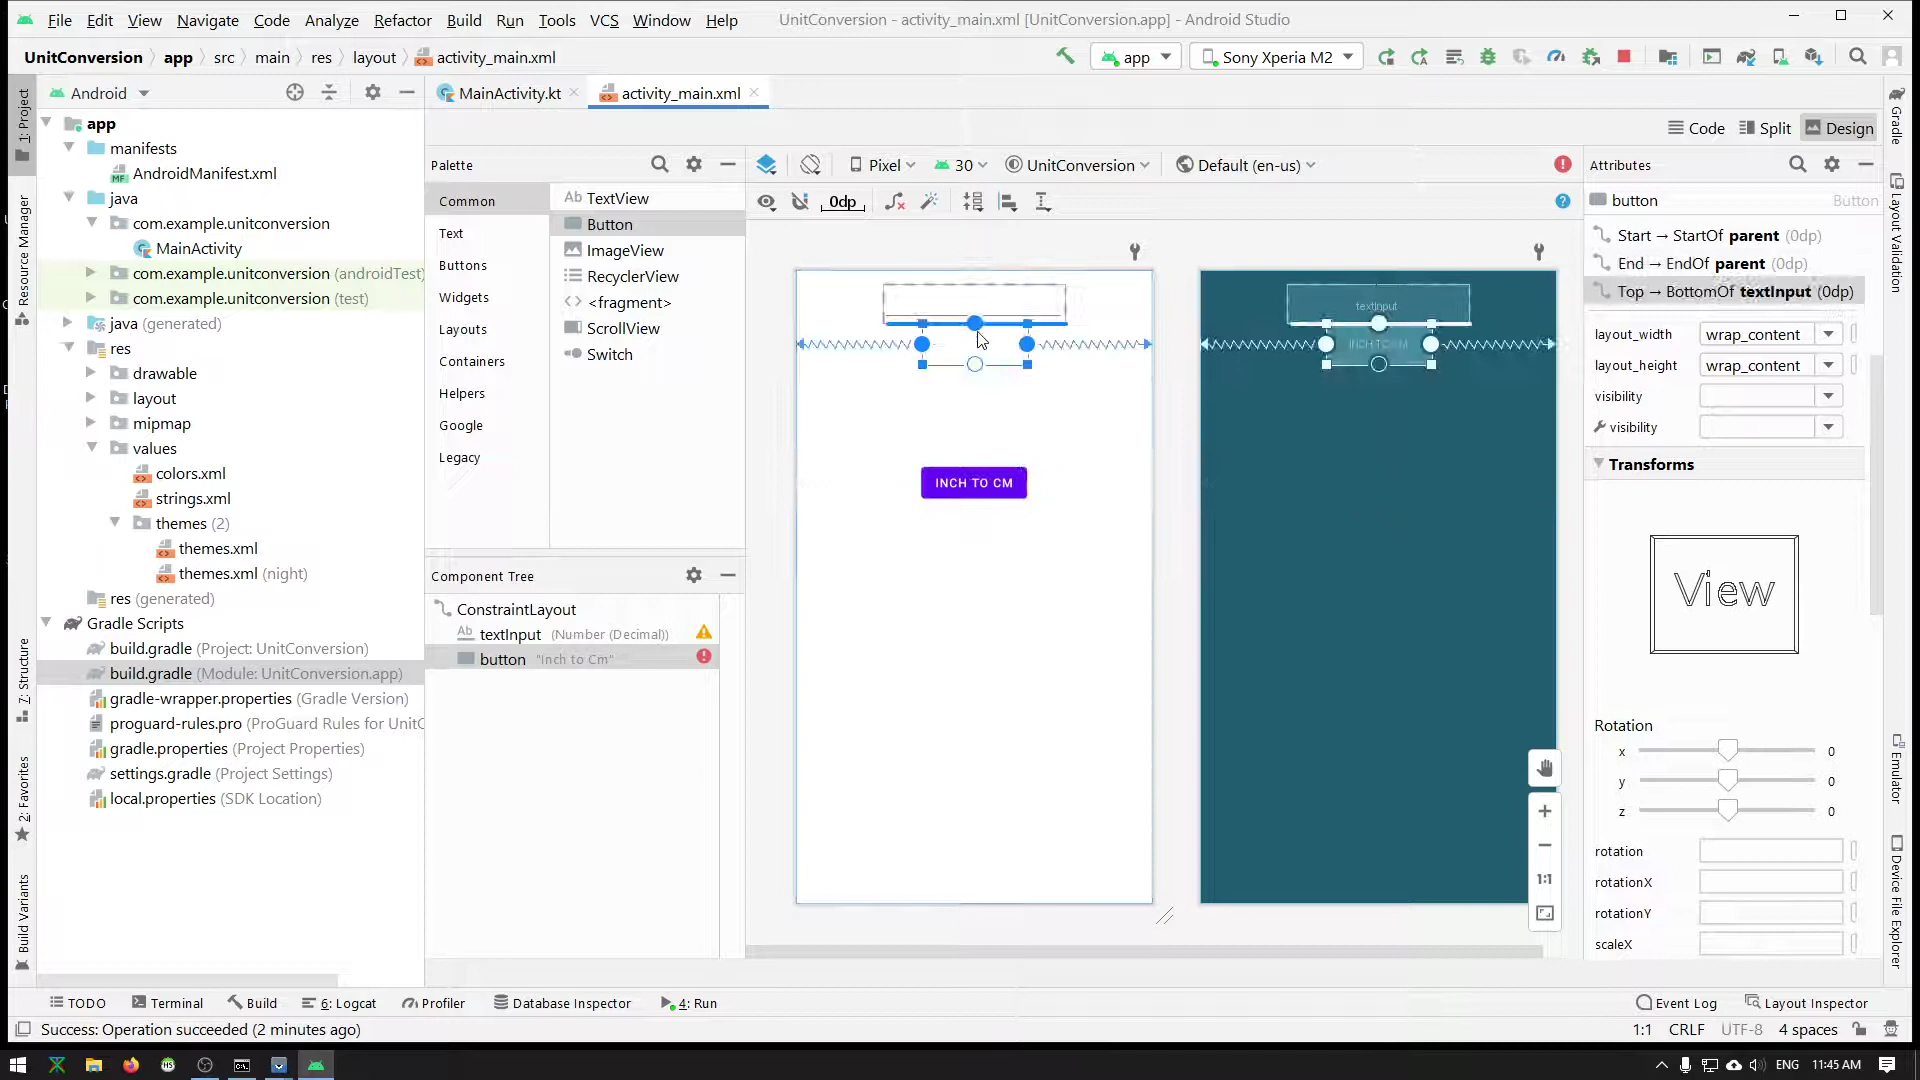 File Edit View Navigate Code Analyze Refactor Build Run Tools VCS Window Help UnitConversion - activity_main.xml [UnitConversion.app] - Android Studio
UnitConversion app src main res layout activity_main.xml app Sony Xperia M2
Android MainActivity.kt activity_main.xml
Code Split Design
app
manifests
AndroidManifest.xml
java
com.example.unitconversion
MainActivity
com.example.unitconversion (androidTest)
com.example.unitconversion (test)
java (generated)
res
drawable
layout
mipmap
values
colors.xml
strings.xml
themes (2)
themes.xml
themes.xml (night)
res (generated)
Gradle Scripts
build.gradle (Project: UnitConversion)
build.gradle (Module: UnitConversion.app)
gradle-wrapper.properties (Gradle Version)
proguard-rules.pro (ProGuard Rules for UnitC
gradle.properties (Project Properties)
settings.gradle (Project Settings)
local.properties (SDK Location)
1: Project
Resource Manager
7: Structure
2: Favorites
Build Variants
Palette
Common
Text
Buttons
Widgets
Layouts
Containers
Helpers
Google
Legacy
Ab TextView
Button
ImageView
RecyclerView
<fragment>
ScrollView
Switch
Component Tree
ConstraintLayout
Ab textInput (Number (Decimal))
button "Inch to Cm"
Pixel 30 UnitConversion Default (en-us)
0dp
INCH TO CM
textInput
INCH TO CM
1:1
Attributes
button Button
Start → StartOf parent (0dp)
End → EndOf parent (0dp)
Top → BottomOf textInput (0dp)
layout_width wrap_content
layout_height wrap_content
visibility
visibility
Transforms
View
Rotation
x 0
y 0
z 0
rotation
rotationX
rotationY
scaleX
Gradle
Layout Validation
Emulator
Device File Explorer
TODO Terminal Build 6: Logcat Profiler Database Inspector 4: Run Event Log Layout Inspector
Success: Operation succeeded (2 minutes ago) 1:1 CRLF UTF-8 4 spaces
ENG 11:45 AM